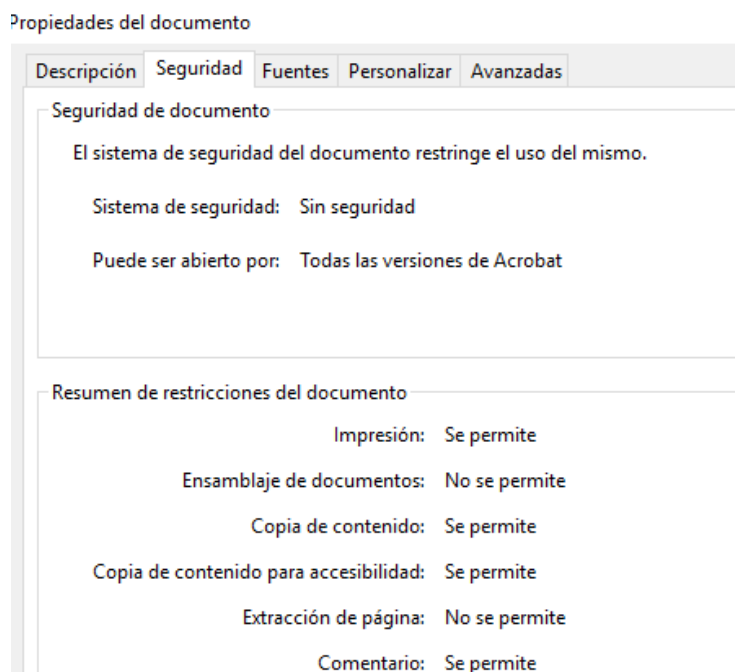 Propiedades del documento
Descripción Seguridad Fuentes Personalizar Avanzadas
Seguridad de documento
El sistema de seguridad del documento restringe el uso del mismo.
Sistema de seguridad: Sin seguridad
Puede ser abierto por: Todas las versiones de Acrobat
Resumen de restricciones del documento
Impresión: Se permite
Ensamblaje de documentos: No se permite
Copia de contenido: Se permite
Copia de contenido para accesibilidad: Se permite
Extracción de página: No se permite
Comentario: Se permite